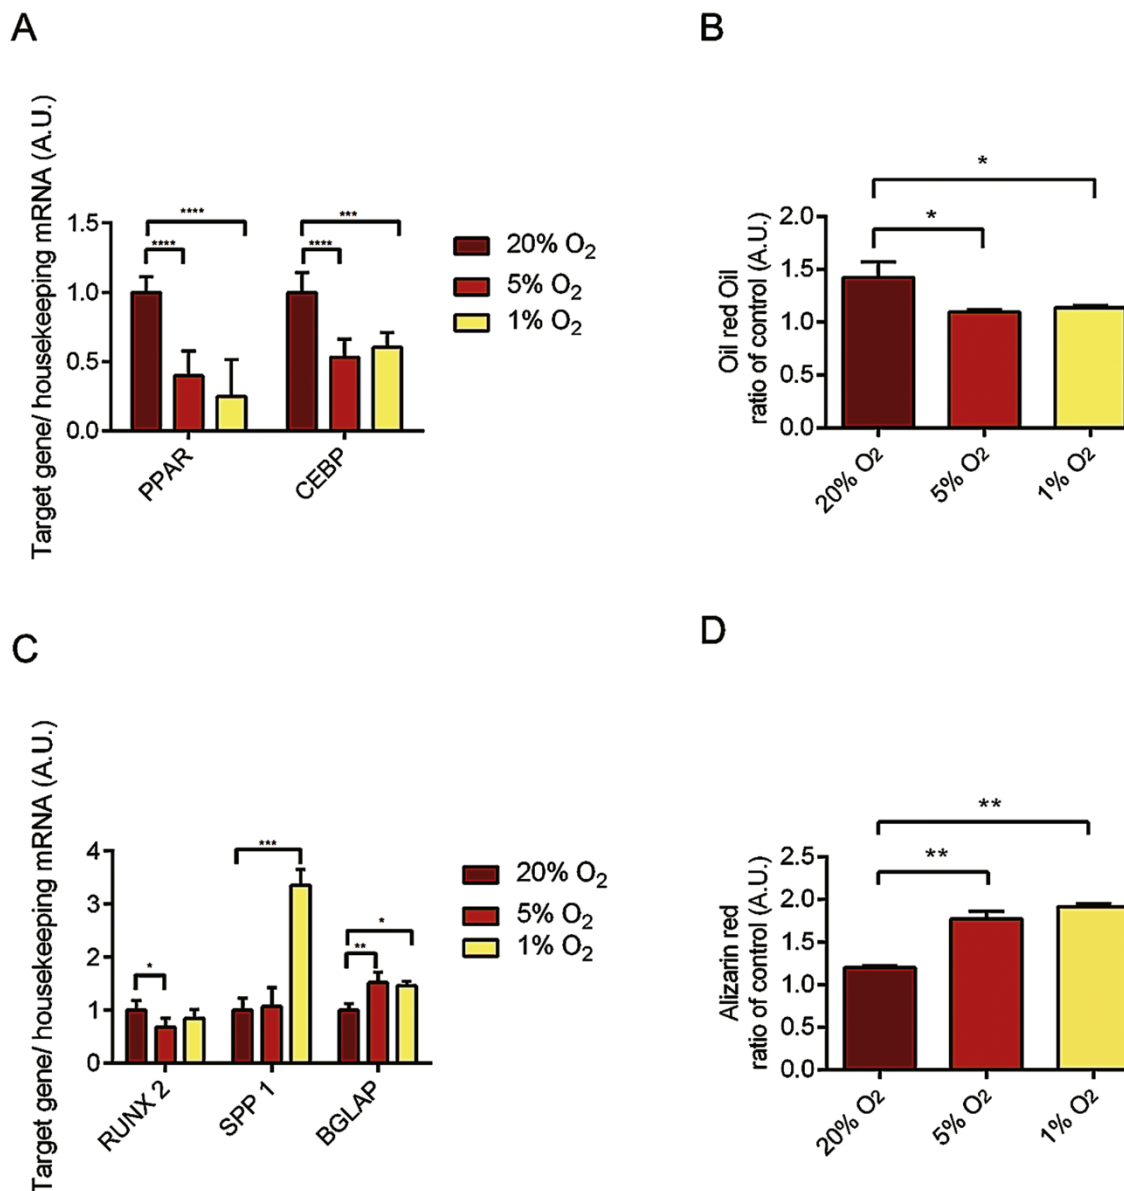 A
Target gene/ housekeeping mRNA (A.U.)
1.5
1.0
0.5
0.0
****
****
***
****
PPAR
CEBP
20% O2
5% O2
1% O2
B
Oil red Oil
ratio of control (A.U.)
2.0
1.5
1.0
0.5
0.0
*
*
20% O2
5% O2
1% O2
C
Target gene/ housekeeping mRNA (A.U.)
4
3
2
1
0
*
***
**
*
RUNX 2
SPP 1
BGLAP
20% O2
5% O2
1% O2
D
Alizarin red
ratio of control (A.U.)
2.5
2.0
1.5
1.0
0.5
0.0
**
**
20% O2
5% O2
1% O2